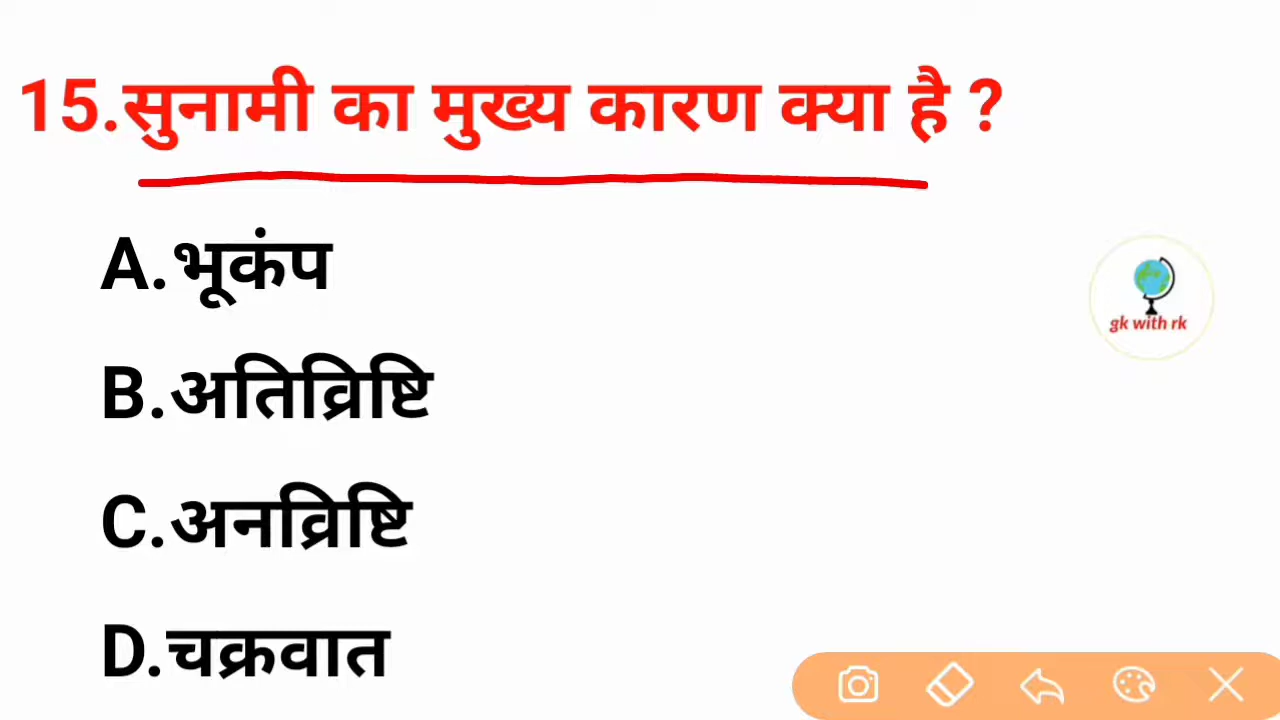 15.सुनामी का मुख्य कारण क्या है ?
A.भूकंप
gk with rk
B.अतिव्रिष्टि
C.अनव्रिष्टि
D.चक्रवात